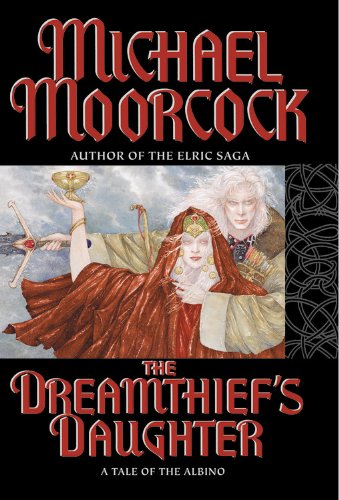 MICHAEL
MOORCOCK
AUTHOR OF THE ELRIC SAGA
THE
DREAMTHIEF'S
DAUGHTER
A TALE OF THE ALBINO